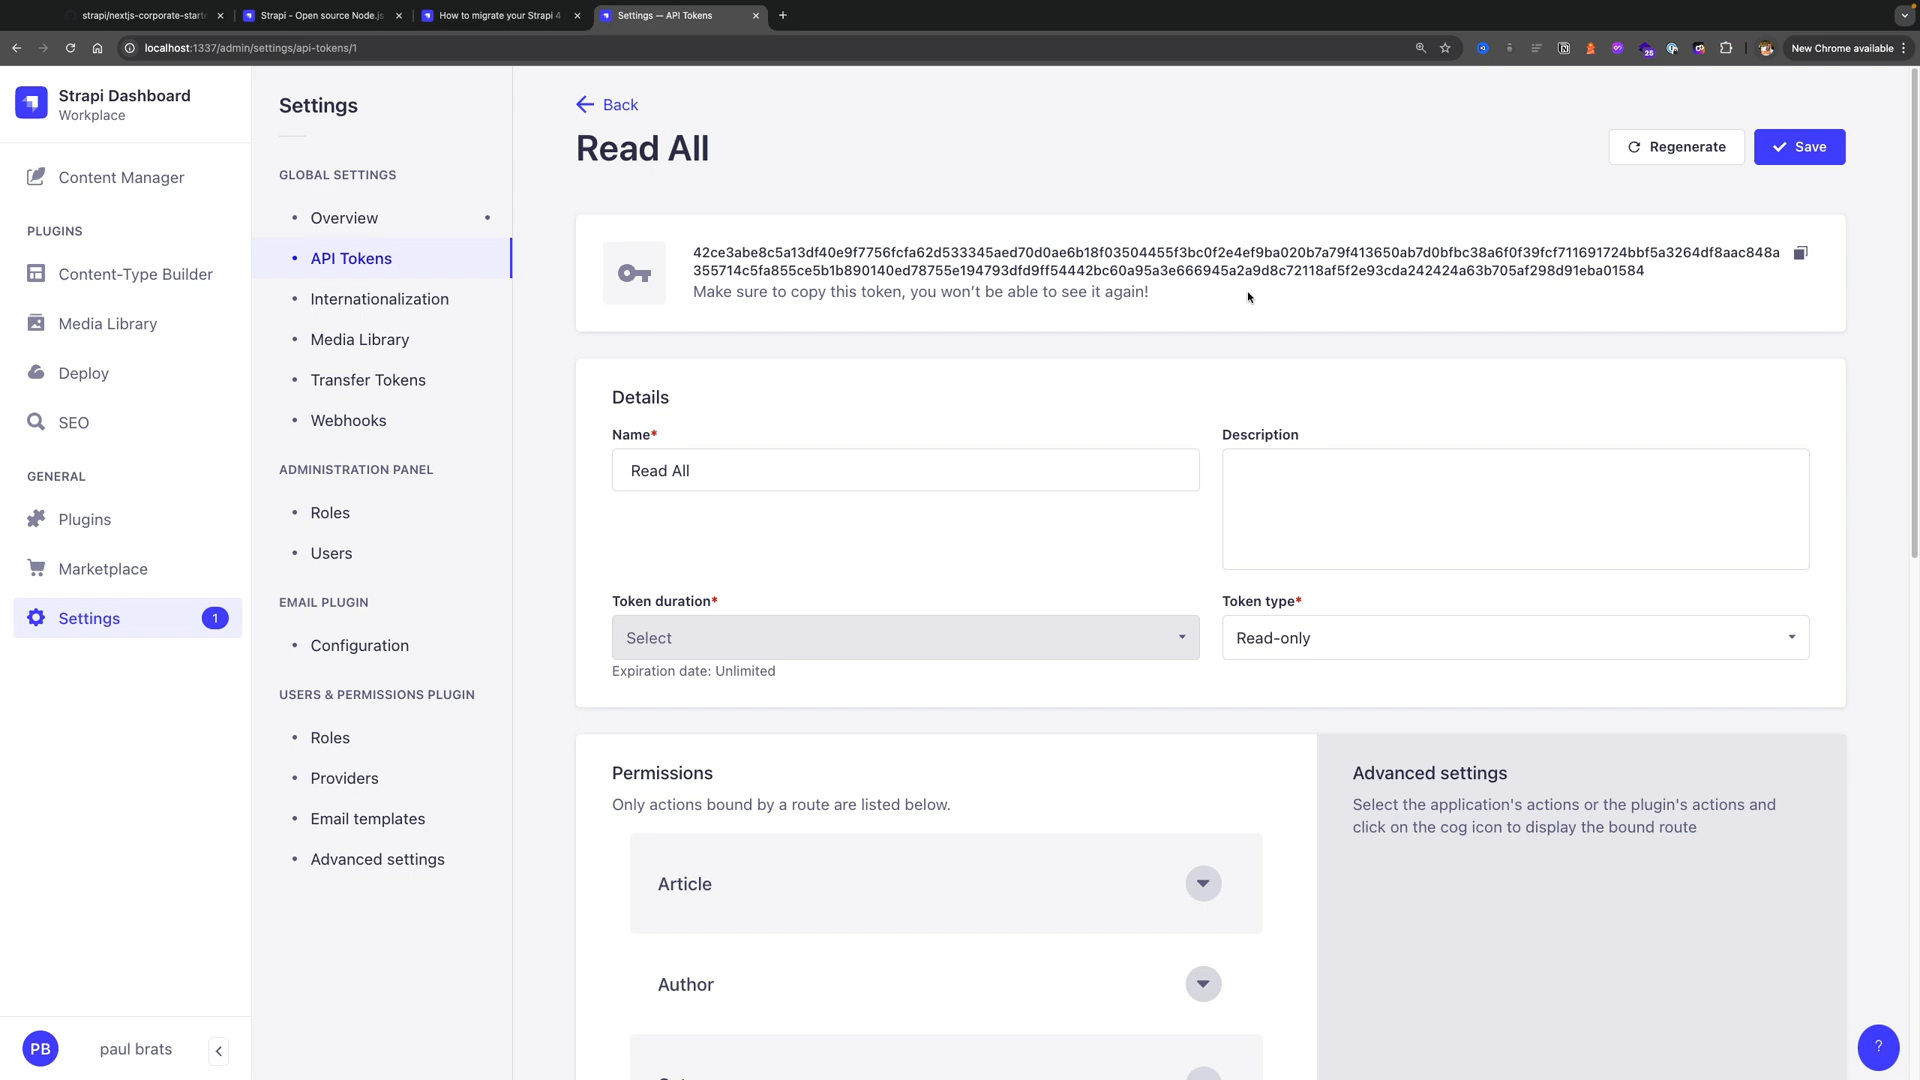 strapi/nextjs-corporate-starte
Strapi - Open source Node.js
How to migrate your Strapi 4
Settings — API Tokens
localhost:1337/admin/settings/api-tokens/1
25
New Chrome available
Strapi Dashboard
Workplace
Content Manager
PLUGINS
Content-Type Builder
Media Library
Deploy
SEO
GENERAL
Plugins
Marketplace
Settings
1
PB
paul brats
Settings
GLOBAL SETTINGS
Overview
API Tokens
Internationalization
Media Library
Transfer Tokens
Webhooks
ADMINISTRATION PANEL
Roles
Users
EMAIL PLUGIN
Configuration
USERS & PERMISSIONS PLUGIN
Roles
Providers
Email templates
Advanced settings
Back
Read All
Regenerate
Save
42ce3abe8c5a13df40e9f7756fcfa62d533345aed70d0ae6b18f03504455f3bc0f2e4ef9ba020b7a79f413650ab7d0bfbc38a6f0f39fcf711691724bbf5a3264df8aac848a
355714c5fa855ce5b1b890140ed78755e194793dfd9ff54442bc60a95a3e666945a2a9d8c72118af5f2e93cda242424a63b705af298d91eba01584
Make sure to copy this token, you won’t be able to see it again!
Details
Name*
Read All
Description
Token duration*
Select
Expiration date: Unlimited
Token type*
Read-only
Permissions
Only actions bound by a route are listed below.
Article
Author
Advanced settings
Select the application's actions or the plugin's actions and
click on the cog icon to display the bound route
?